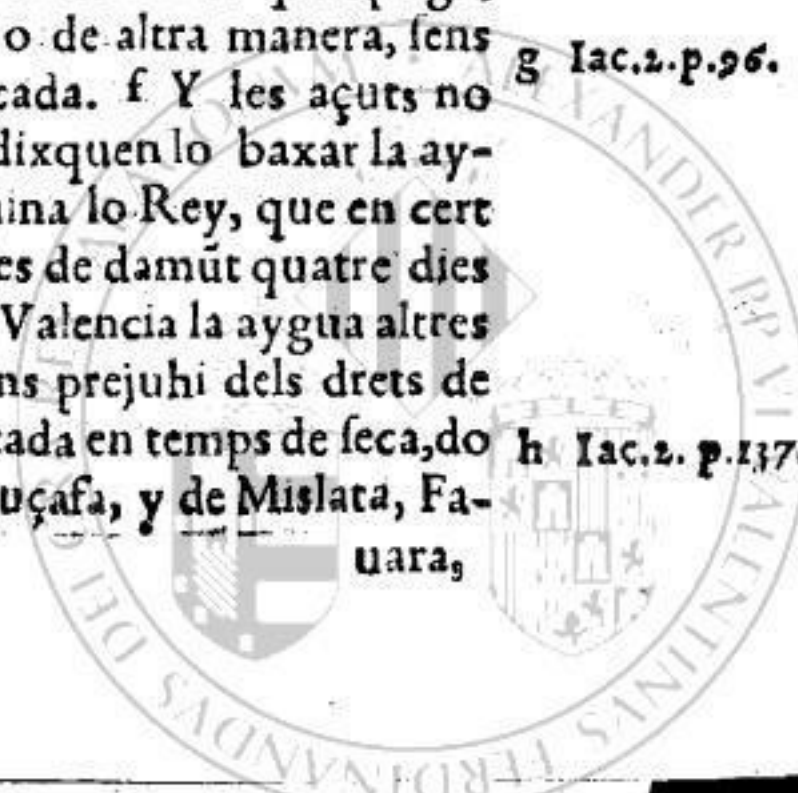 o de altra manera, ſens
cada. f Y les açuts no
dixquen lo baxar la ay-
ina lo Rey, que en cert
es de damūt quatre dies
Valencia la aygua altres
ns prejuhi dels drets de
cada en temps de ſeca, do
uçafa, y de Mislata, Fa-
uara,
g Iac.2.p.96.
h Iac.2. p.137